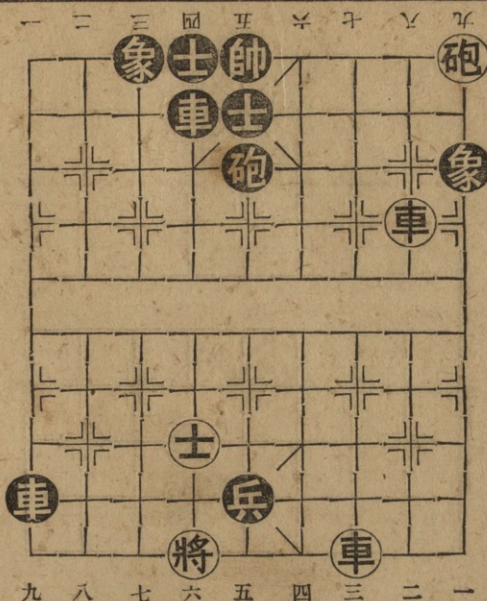 一 二 三 四 五 六 七 八 九
象 士 帥 砲
車 士
砲 象
車
士
車 兵
將 車
九 八 七 六 五 四 三 二 一